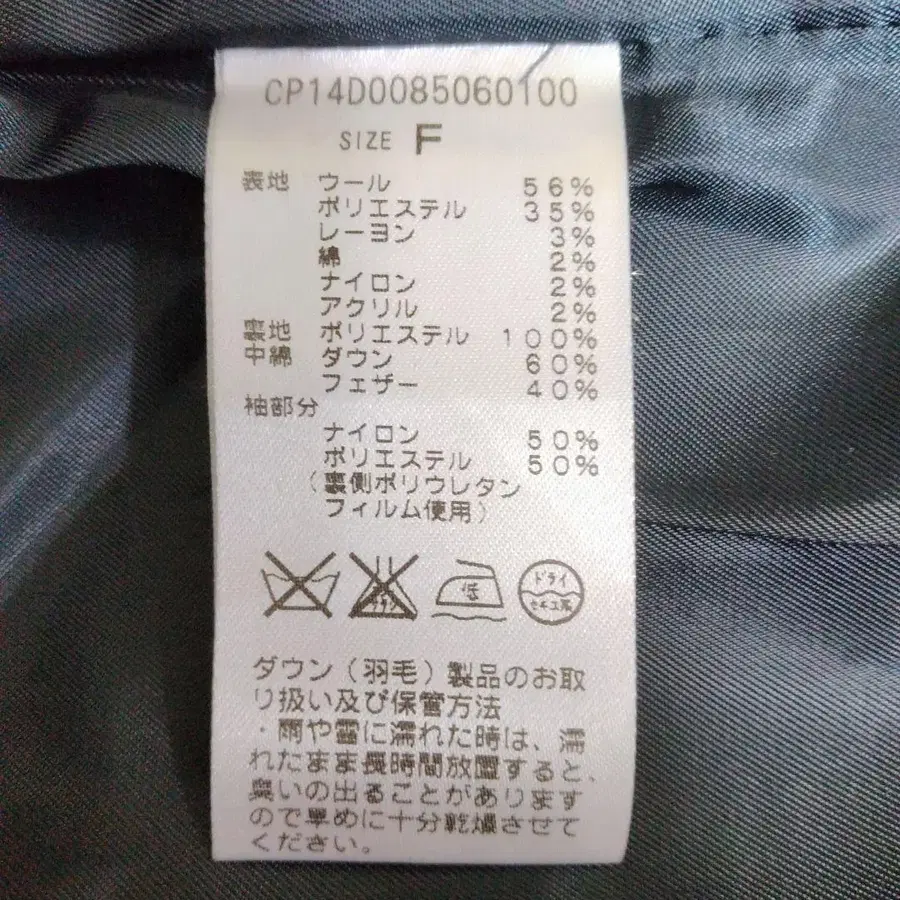 CP14D0085060100
SIZE F
表地 ウール 56%
ポリエステル 35%
レーヨン 3%
綿 2%
ナイロン 2%
アクリル 2%
裏地 ポリエステル 100%
中綿 ダウン 60%
フェザー 40%
袖部分
ナイロン 50%
ポリエステル 50%
(裏側ポリウレタン
フィルム使用)
低 ドライ
セキユ系
ダウン(羽毛)製品のお取
り扱い及び保管方法
・雨や雪に濡れた時は、濡
れたまま長時間放置すると、
臭いの出ることがあります
ので早めに十分乾燥させて
ください。